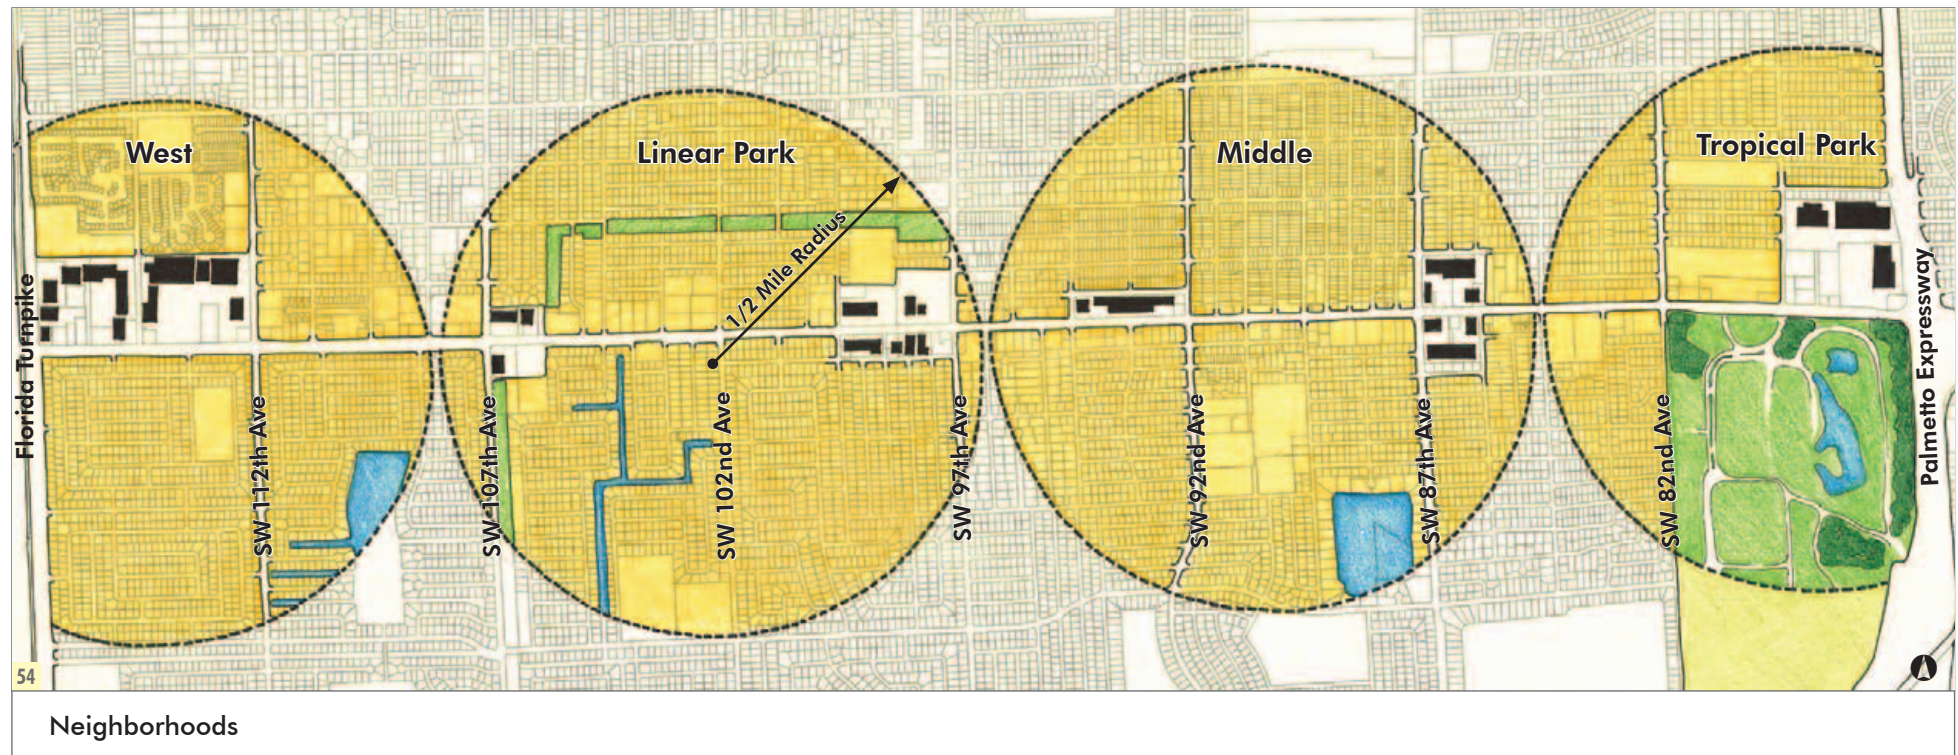 West
Linear Park
Middle
Tropical Park
1/2 Mile Radius
Florida Turnpike
SW 112th Ave
SW 107th Ave
SW 102nd Ave
SW 97th Ave
SW 92nd Ave
SW 87th Ave
SW 82nd Ave
Palmetto Expressway
54
Neighborhoods